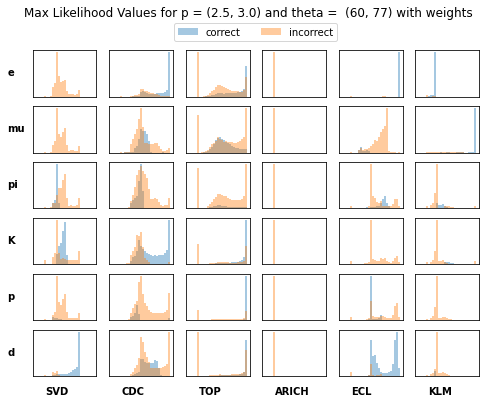 Max Likelihood Values for p = (2.5, 3.0) and theta =  (60, 77) with weights
correct incorrect
e
mu
pi
K
p
d
SVD CDC TOP ARICH ECL KLM